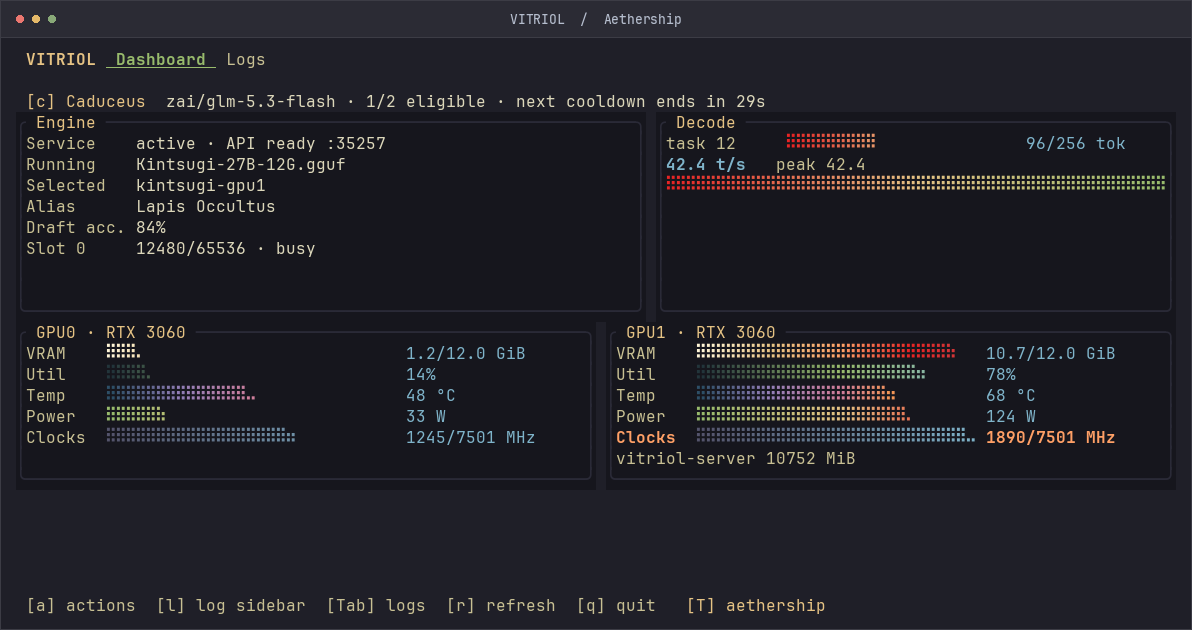 VITRIOL / Aethership
VITRIOL Dashboard Logs
[c] Caduceus zai/glm-5.3-flash · 1/2 eligible · next cooldown ends in 29s
Engine
Service active · API ready :35257
Running Kintsugi-27B-12G.gguf
Selected kintsugi-gpu1
Alias Lapis Occultus
Draft acc. 84%
Slot 0 12480/65536 · busy
Decode
task 12 96/256 tok
42.4 t/s peak 42.4
GPU0 · RTX 3060
VRAM 1.2/12.0 GiB
Util 14%
Temp 48 °C
Power 33 W
Clocks 1245/7501 MHz
GPU1 · RTX 3060
VRAM 10.7/12.0 GiB
Util 78%
Temp 68 °C
Power 124 W
Clocks 1890/7501 MHz
vitriol-server 10752 MiB
[a] actions [l] log sidebar [Tab] logs [r] refresh [q] quit [T] aethership